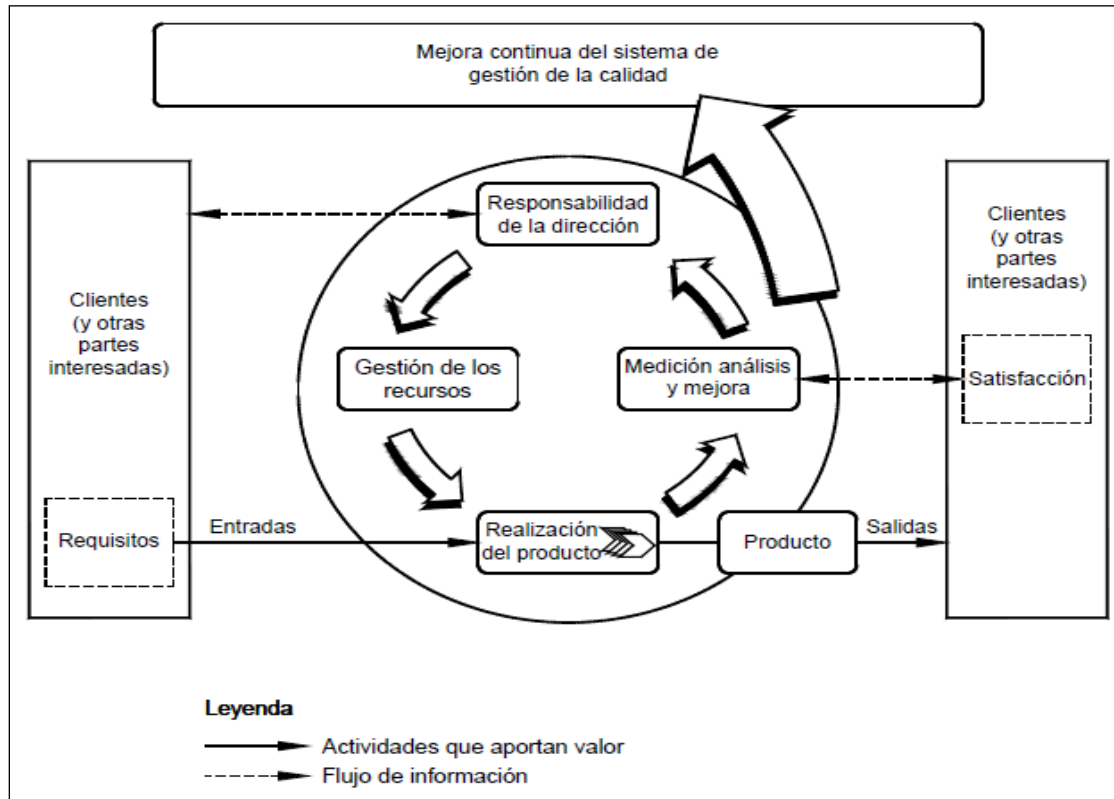 Mejora continua del sistema de
gestión de la calidad
Responsabilidad
de la dirección
Clientes
(y otras
partes
interesadas)
Clientes
(y otras
partes
interesadas)
Gestión de los
recursos
Medición análisis
y mejora
Satisfacción
Requisitos
Entradas
Realización
del producto
Producto
Salidas
Leyenda
Actividades que aportan valor
Flujo de información